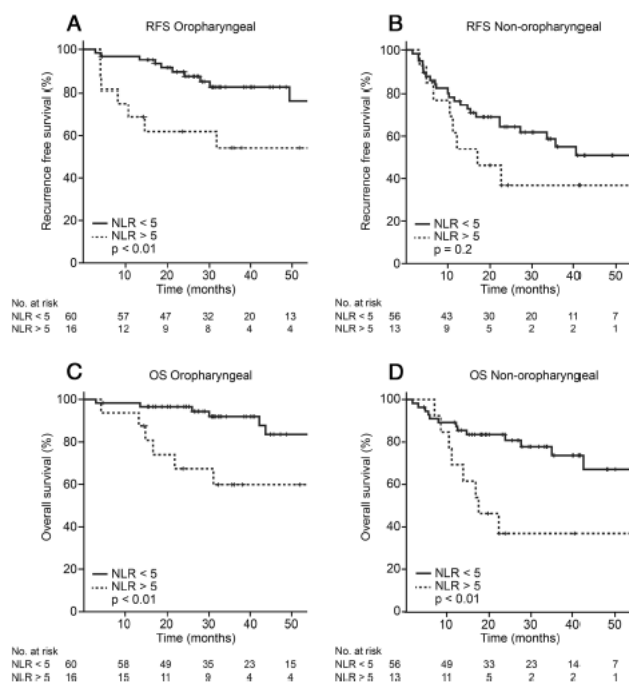 A
RFS Oropharyngeal
Recurrence free survival (%)
100
80
60
40
20
0
NLR < 5
NLR > 5
p < 0.01
10 20 30 40 50
Time (months)
No. at risk
NLR < 5 60 57 47 32 20 13
NLR > 5 16 12 9 8 4 4
B
RFS Non-oropharyngeal
Recurrence free survival (%)
100
80
60
40
20
0
NLR < 5
NLR > 5
p = 0.2
10 20 30 40 50
Time (months)
No. at risk
NLR < 5 56 43 30 20 11 7
NLR > 5 13 9 5 2 2 1
C
OS Oropharyngeal
Overall survival (%)
100
80
60
40
20
0
NLR < 5
NLR > 5
p < 0.01
10 20 30 40 50
Time (months)
No. at risk
NLR < 5 60 58 49 35 23 15
NLR > 5 16 15 11 9 4 4
D
OS Non-oropharyngeal
Overall survival (%)
100
80
60
40
20
0
NLR < 5
NLR > 5
p < 0.01
10 20 30 40 50
Time (months)
No. at risk
NLR < 5 56 49 33 23 14 7
NLR > 5 13 11 5 2 2 1